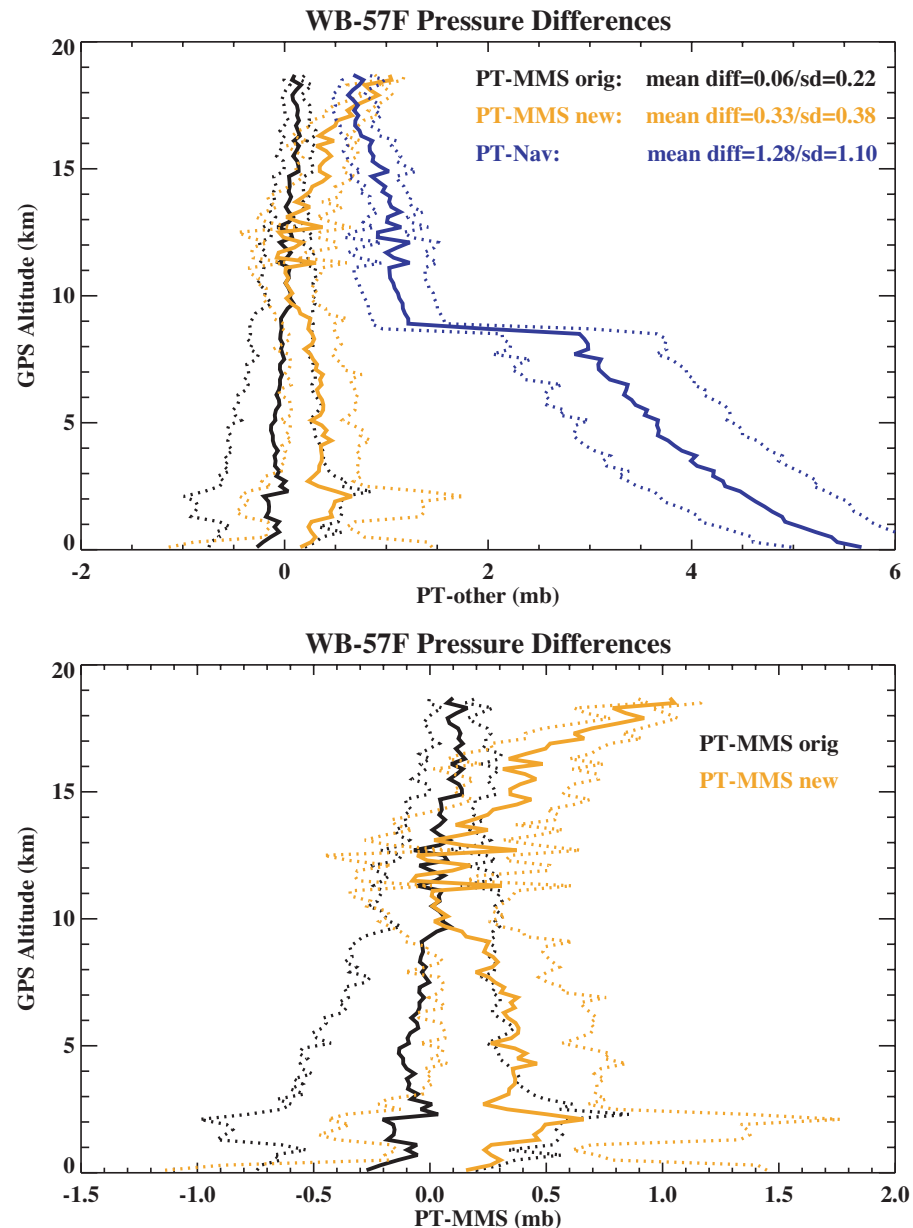 WB-57F Pressure Differences
20
15
10
5
0
GPS Altitude (km)
PT-MMS orig: mean diff=0.06/sd=0.22
PT-MMS new: mean diff=0.33/sd=0.38
PT-Nav: mean diff=1.28/sd=1.10
-2 0 2 4 6
PT-other (mb)
WB-57F Pressure Differences
20
15
10
5
0
GPS Altitude (km)
PT-MMS orig
PT-MMS new
-1.5 -1.0 -0.5 0.0 0.5 1.0 1.5 2.0
PT-MMS (mb)